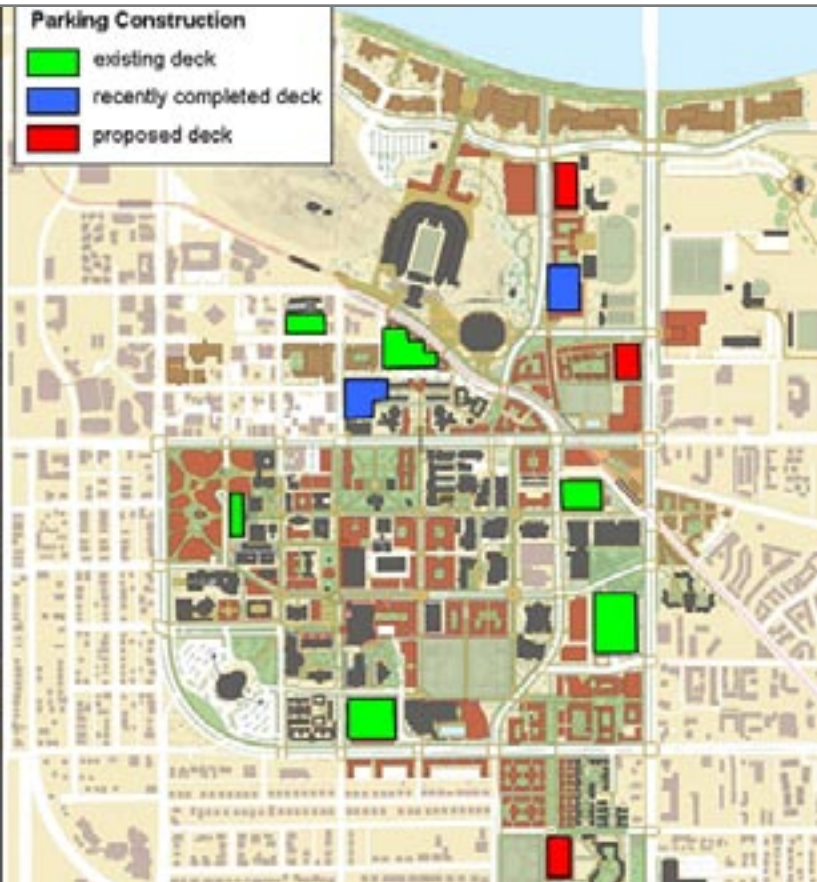 Parking Construction
existing deck
recently completed deck
proposed deck